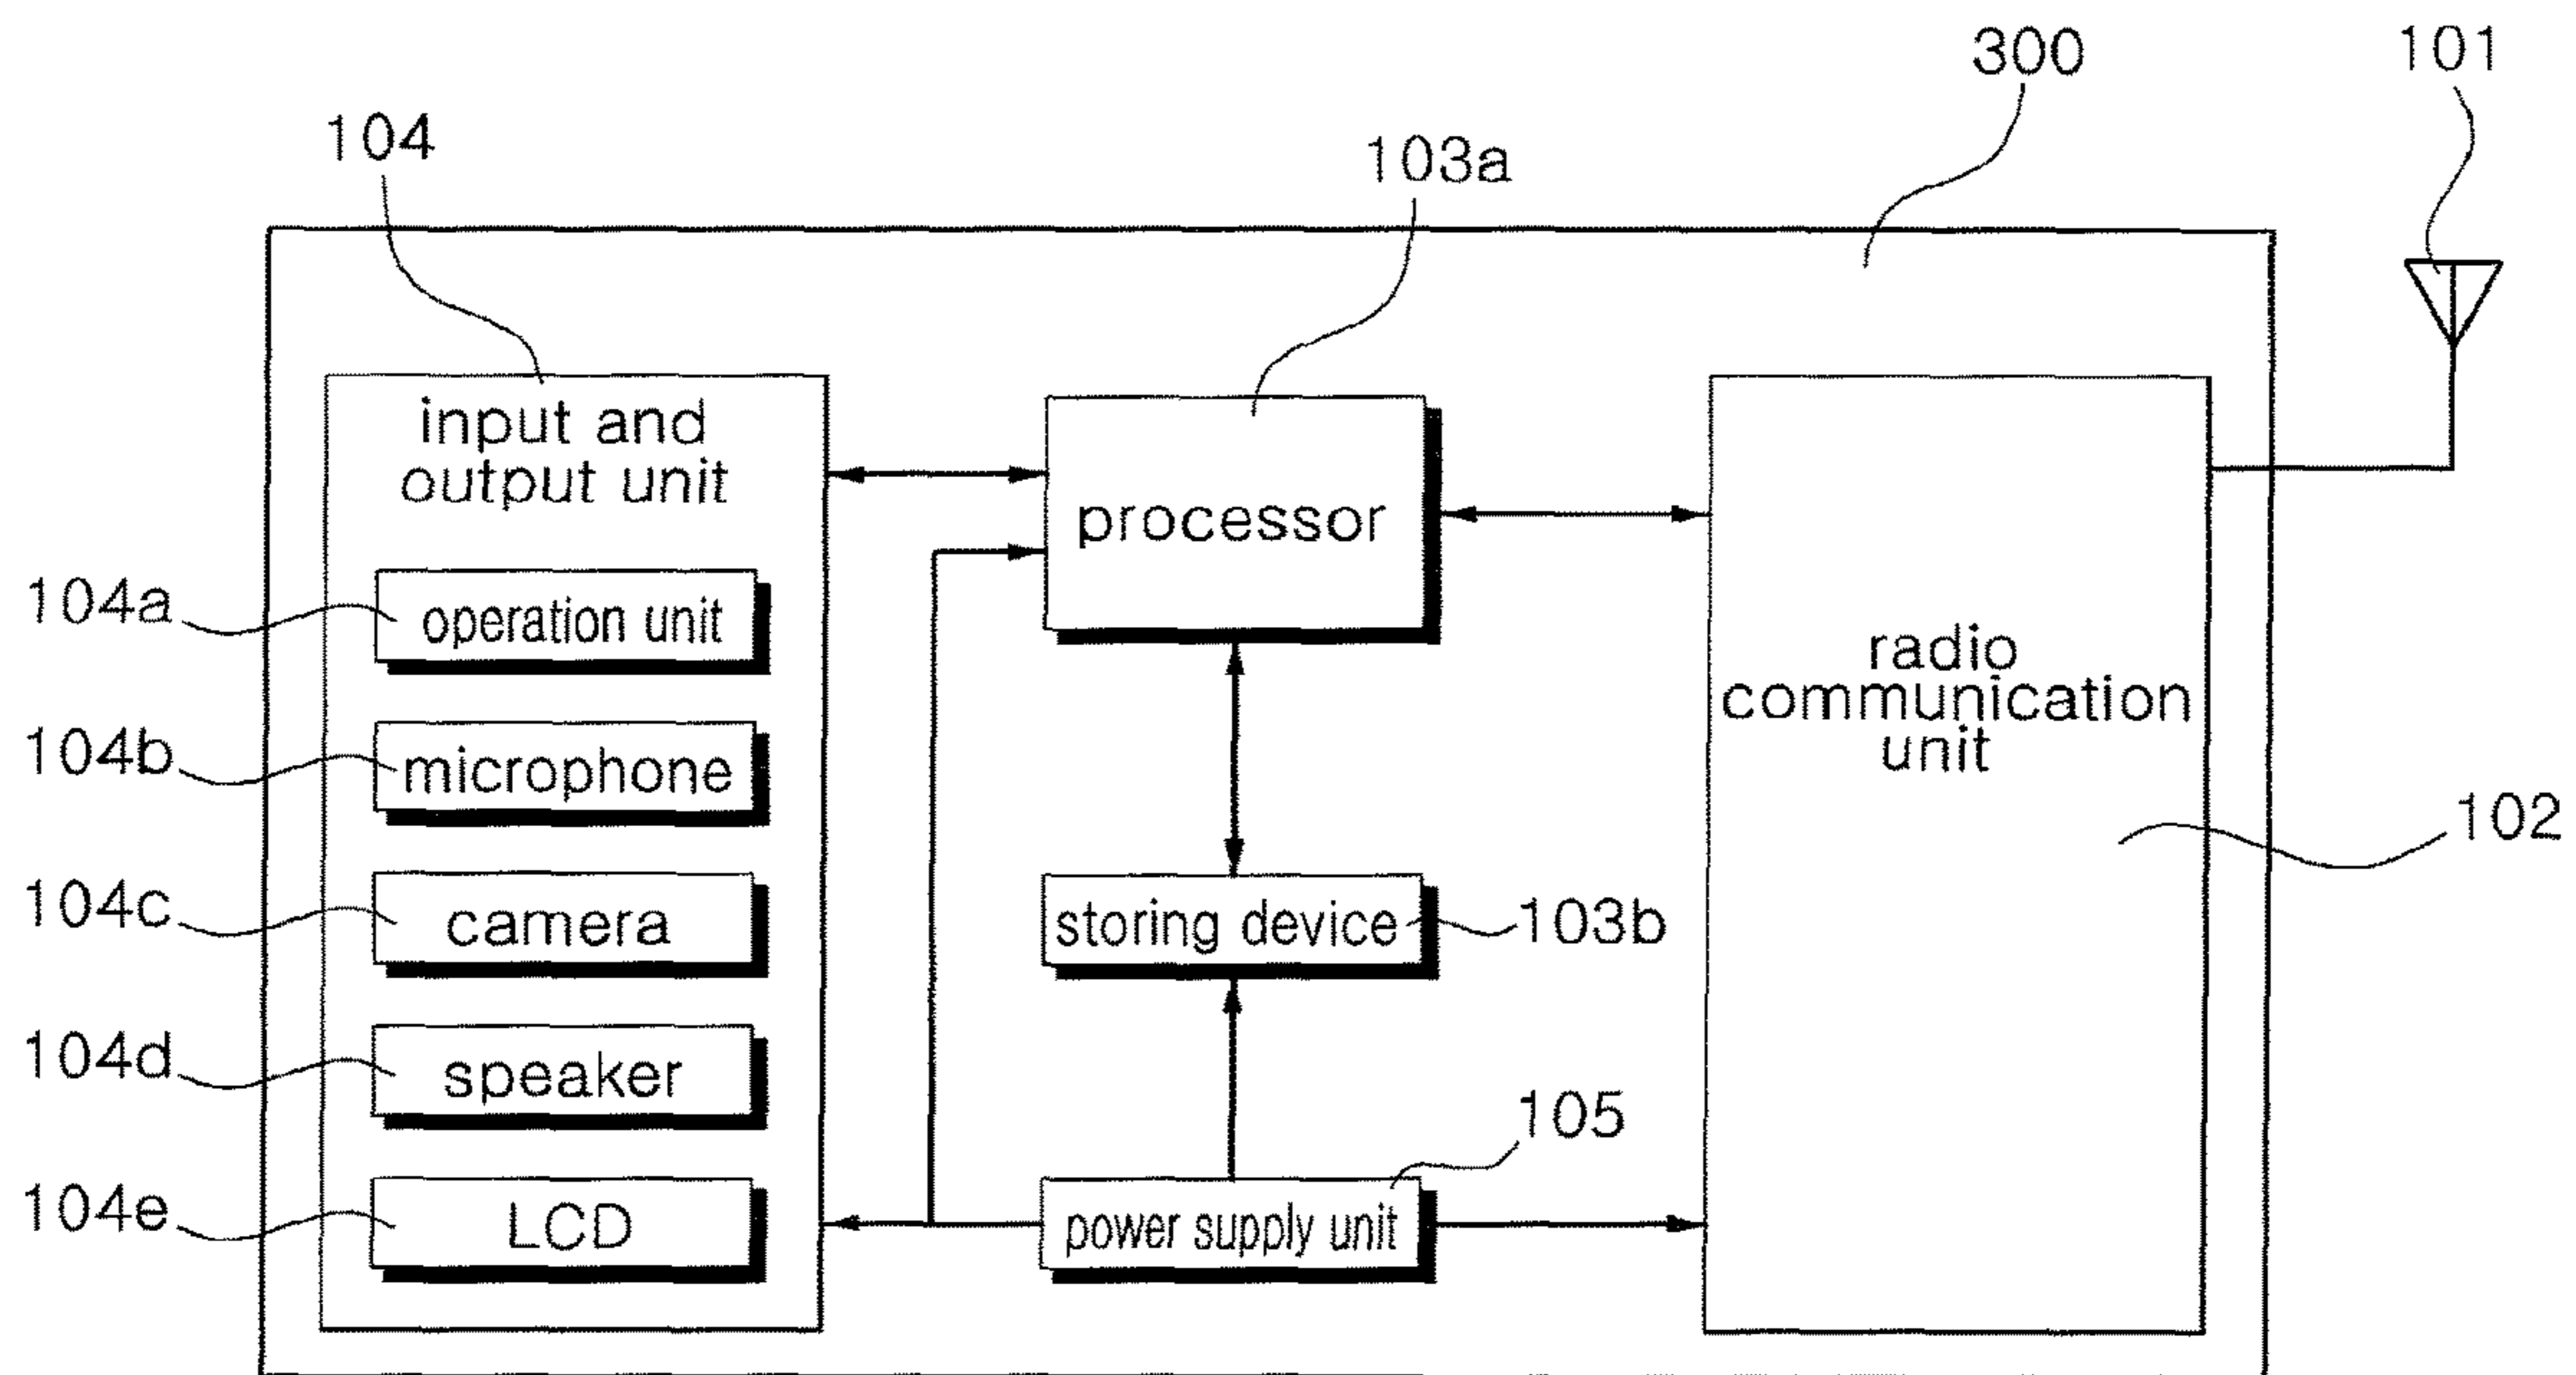 300
101
104
103a
input and
output unit
processor
104a
operation unit
radio
communication
unit
104b
microphone
102
104c
camera
storing device
103b
104d
speaker
105
104e
LCD
power supply unit